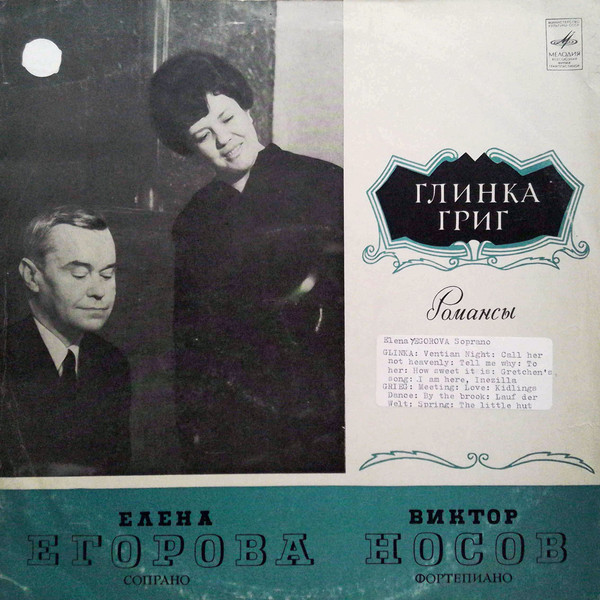 МЕЛОДИЯ
ГЛИНКА
ГРИГ
Романсы
Elena YEGOROVA Soprano
GLINKA: Ventian Night: Call her
not heavenly: Tell me why: To
her: How sweet it is: Gretchen's
song: I am here, Inezilla
GRIEG: Meeting: Love: Kidlings
Dance: By the brook: Lauf der
Welt: Spring: The little hut
ЕЛЕНА
ЕГОРОВА
СОПРАНО
ВИКТОР
НОСОВ
ФОРТЕПИАНО